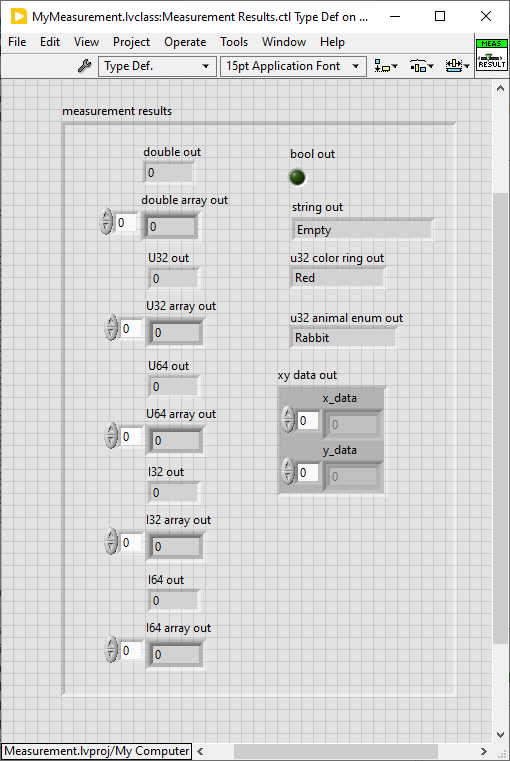 MyMeasurement.lvclass:Measurement Results.ctl Type Def on ...
File Edit View Project Operate Tools Window Help
Type Def. 15pt Application Font
MEAS
RESULT
measurement results
double out
0
double array out
0 0
U32 out
0
U32 array out
0 0
U64 out
0
U64 array out
0 0
I32 out
0
I32 array out
0 0
I64 out
0
I64 array out
0 0
bool out
string out
Empty
u32 color ring out
Red
u32 animal enum out
Rabbit
xy data out
x_data
0 0
y_data
0 0
Measurement.lvproj/My Computer